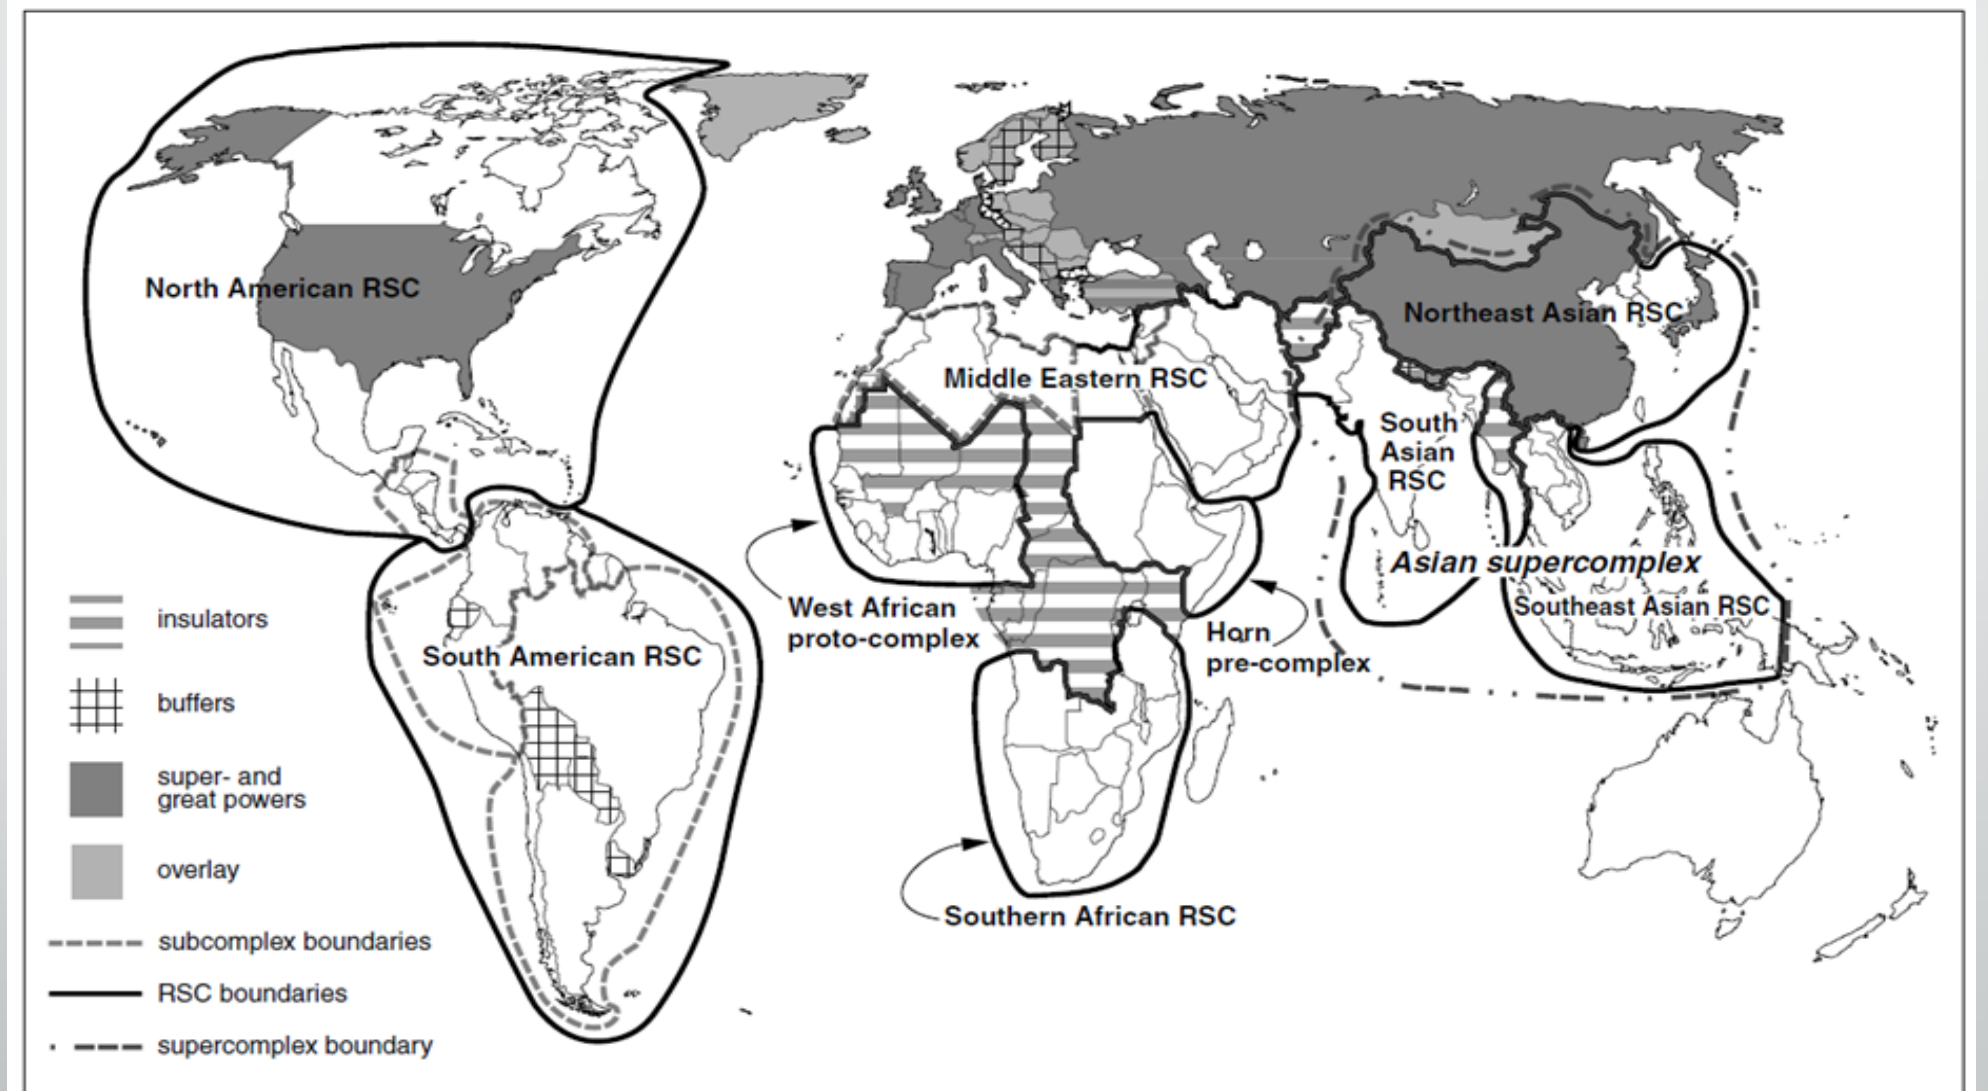 North American RSC
Northeast Asian RSC
Middle Eastern RSC
South
Asian
RSC
Asian supercomplex
Southeast Asian RSC
West African
proto-complex
Horn
pre-complex
South American RSC
Southern African RSC
insulators
buffers
super- and
great powers
overlay
subcomplex boundaries
RSC boundaries
supercomplex boundary